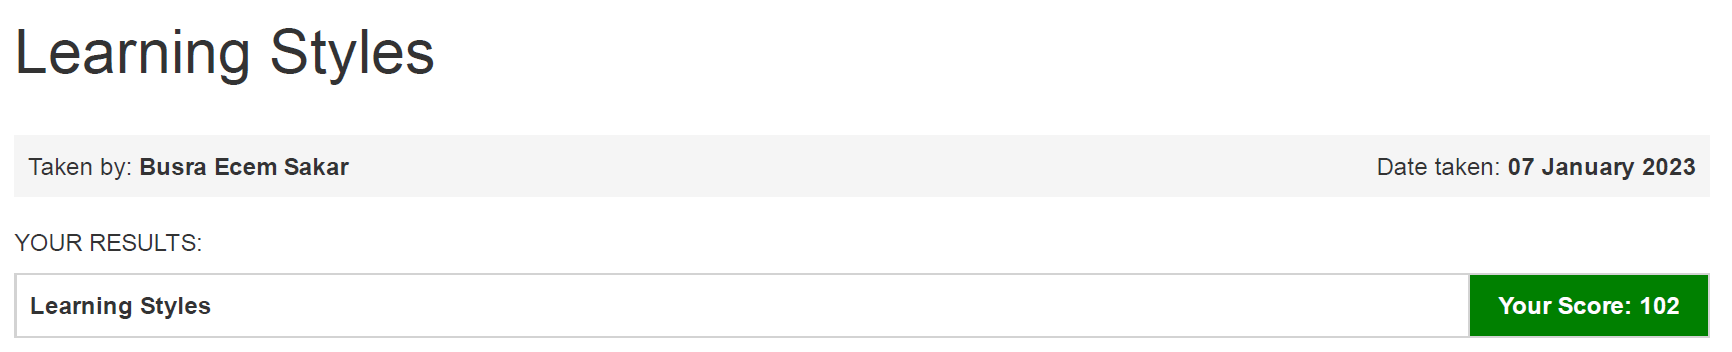 Learning Styles
Taken by: Busra Ecem Sakar Date taken: 07 January 2023
YOUR RESULTS:
Learning Styles Your Score: 102